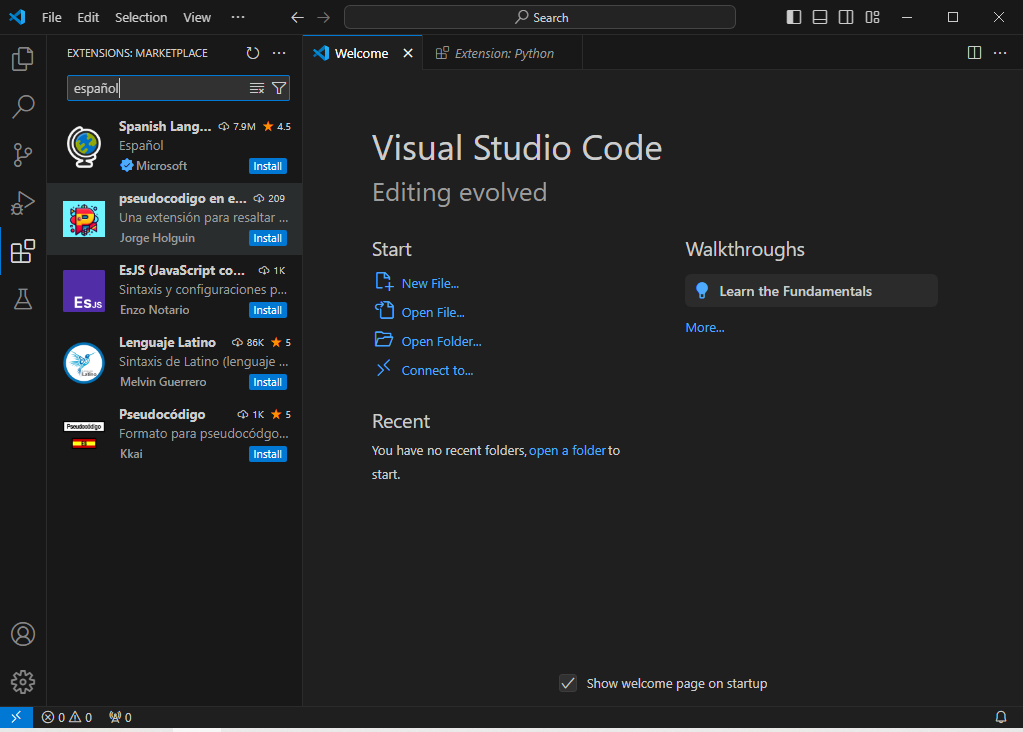 File Edit Selection View ··· Search
EXTENSIONS: MARKETPLACE
Welcome
Extension: Python
español
Spanish Lang... 7.9M 4.5
Español
Microsoft Install
pseudocodigo en e... 209
Una extensión para resaltar ...
Jorge Holguin Install
EsJS
EsJS (JavaScript co... 1K
Sintaxis y configuraciones p...
Enzo Notario Install
Lenguaje Latino 86K 5
Sintaxis de Latino (lenguaje ...
Melvin Guerrero Install
Pseudocódigo
Pseudocódigo 1K 5
Formato para pseudocódgo...
Kkai Install
Visual Studio Code
Editing evolved
Start
New File...
Open File...
Open Folder...
Connect to...
Recent
You have no recent folders, open a folder to
start.
Walkthroughs
Learn the Fundamentals
More...
Show welcome page on startup
0 0 0